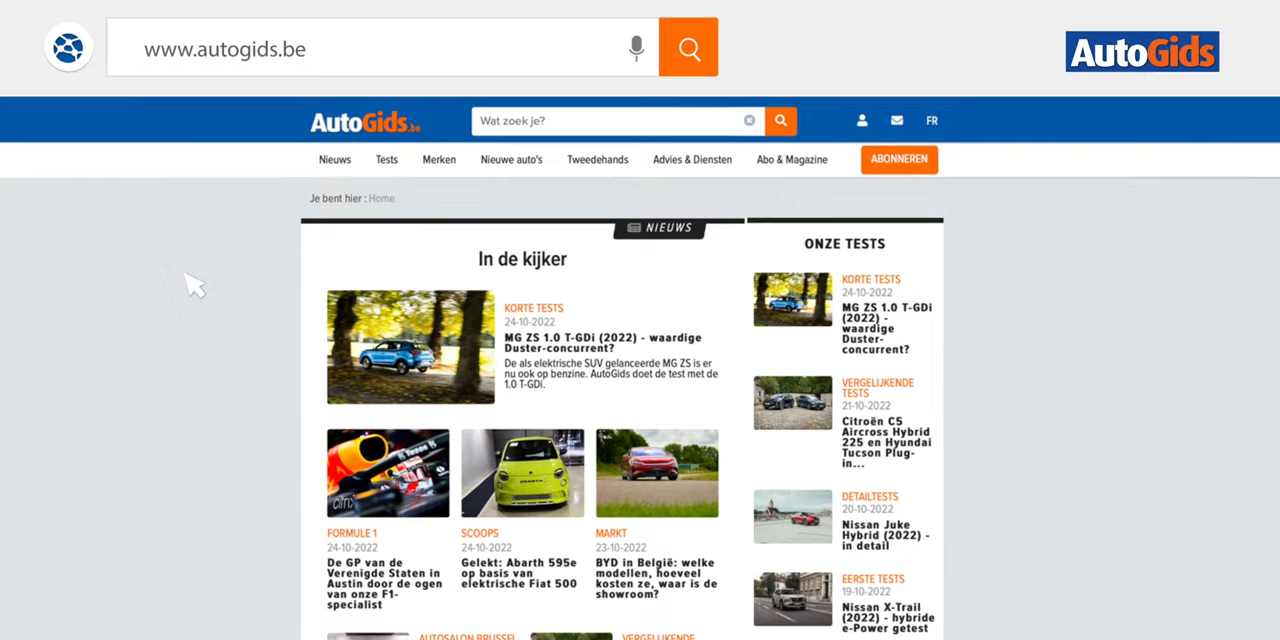 www.autogids.be
AutoGids
AutoGids.be
Wat zoek je?
FR
Nieuws
Tests
Merken
Nieuwe auto's
Tweedehands
Advies & Diensten
Abo & Magazine
ABONNEREN
Je bent hier : Home
NIEUWS
In de kijker
KORTE TESTS
24-10-2022
MG ZS 1.0 T-GDi (2022) - waardige
Duster-concurrent?
De als elektrische SUV gelanceerde MG ZS is er
nu ook op benzine. AutoGids doet de test met de
1.0 T-GDi.
FORMULE 1
24-10-2022
De GP van de
Verenigde Staten in
Austin door de ogen
van onze F1-
specialist
SCOOPS
24-10-2022
Gelekt: Abarth 595e
op basis van
elektrische Fiat 500
ABARTH
MARKT
23-10-2022
BYD in België: welke
modellen, hoeveel
kosten ze, waar is de
showroom?
AUTOSALON BRUSSEL
VERGELIJKENDE
ONZE TESTS
KORTE TESTS
24-10-2022
MG ZS 1.0 T-GDi
(2022) -
waardige
Duster-
concurrent?
VERGELIJKENDE
TESTS
21-10-2022
Citroën C5
Aircross Hybrid
225 en Hyundai
Tucson Plug-
in...
DETAILTESTS
20-10-2022
Nissan Juke
Hybrid (2022) -
in detail
EERSTE TESTS
19-10-2022
Nissan X-Trail
(2022) - hybride
e-Power getest